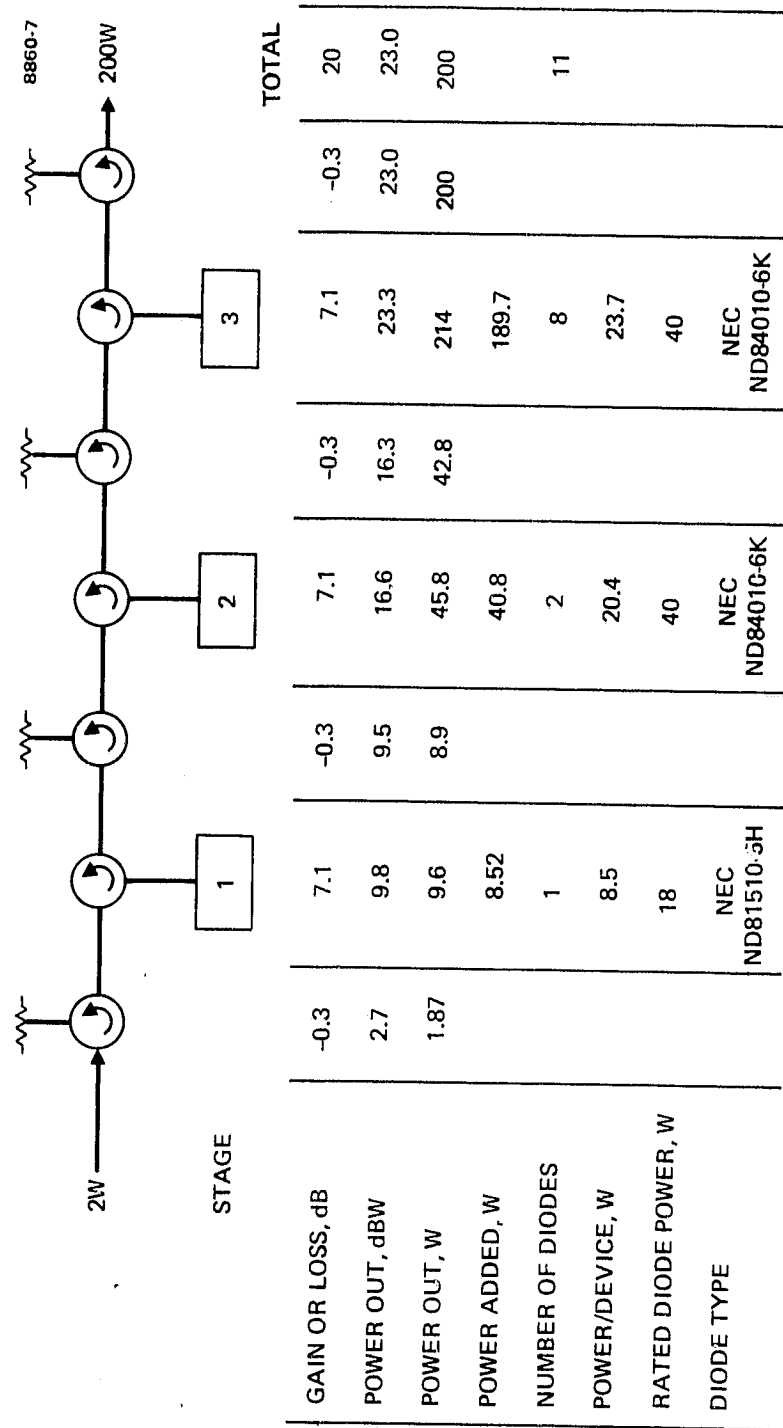 8860-7
2W
200W
STAGE
1
2
3
TOTAL
GAIN OR LOSS, dB –0.3 7.1 –0.3 7.1 –0.3 7.1 –0.3 20
POWER OUT, dBW 2.7 9.8 9.5 16.6 16.3 23.3 23.0 23.0
POWER OUT, W 1.87 9.6 8.9 45.8 42.8 214 200 200
POWER ADDED, W 8.52 40.8 189.7
NUMBER OF DIODES 1 2 8 11
POWER/DEVICE, W 8.5 20.4 23.7
RATED DIODE POWER, W 18 40 40
DIODE TYPE NEC NEC NEC
ND81510-5H ND84010-6K ND84010-6K